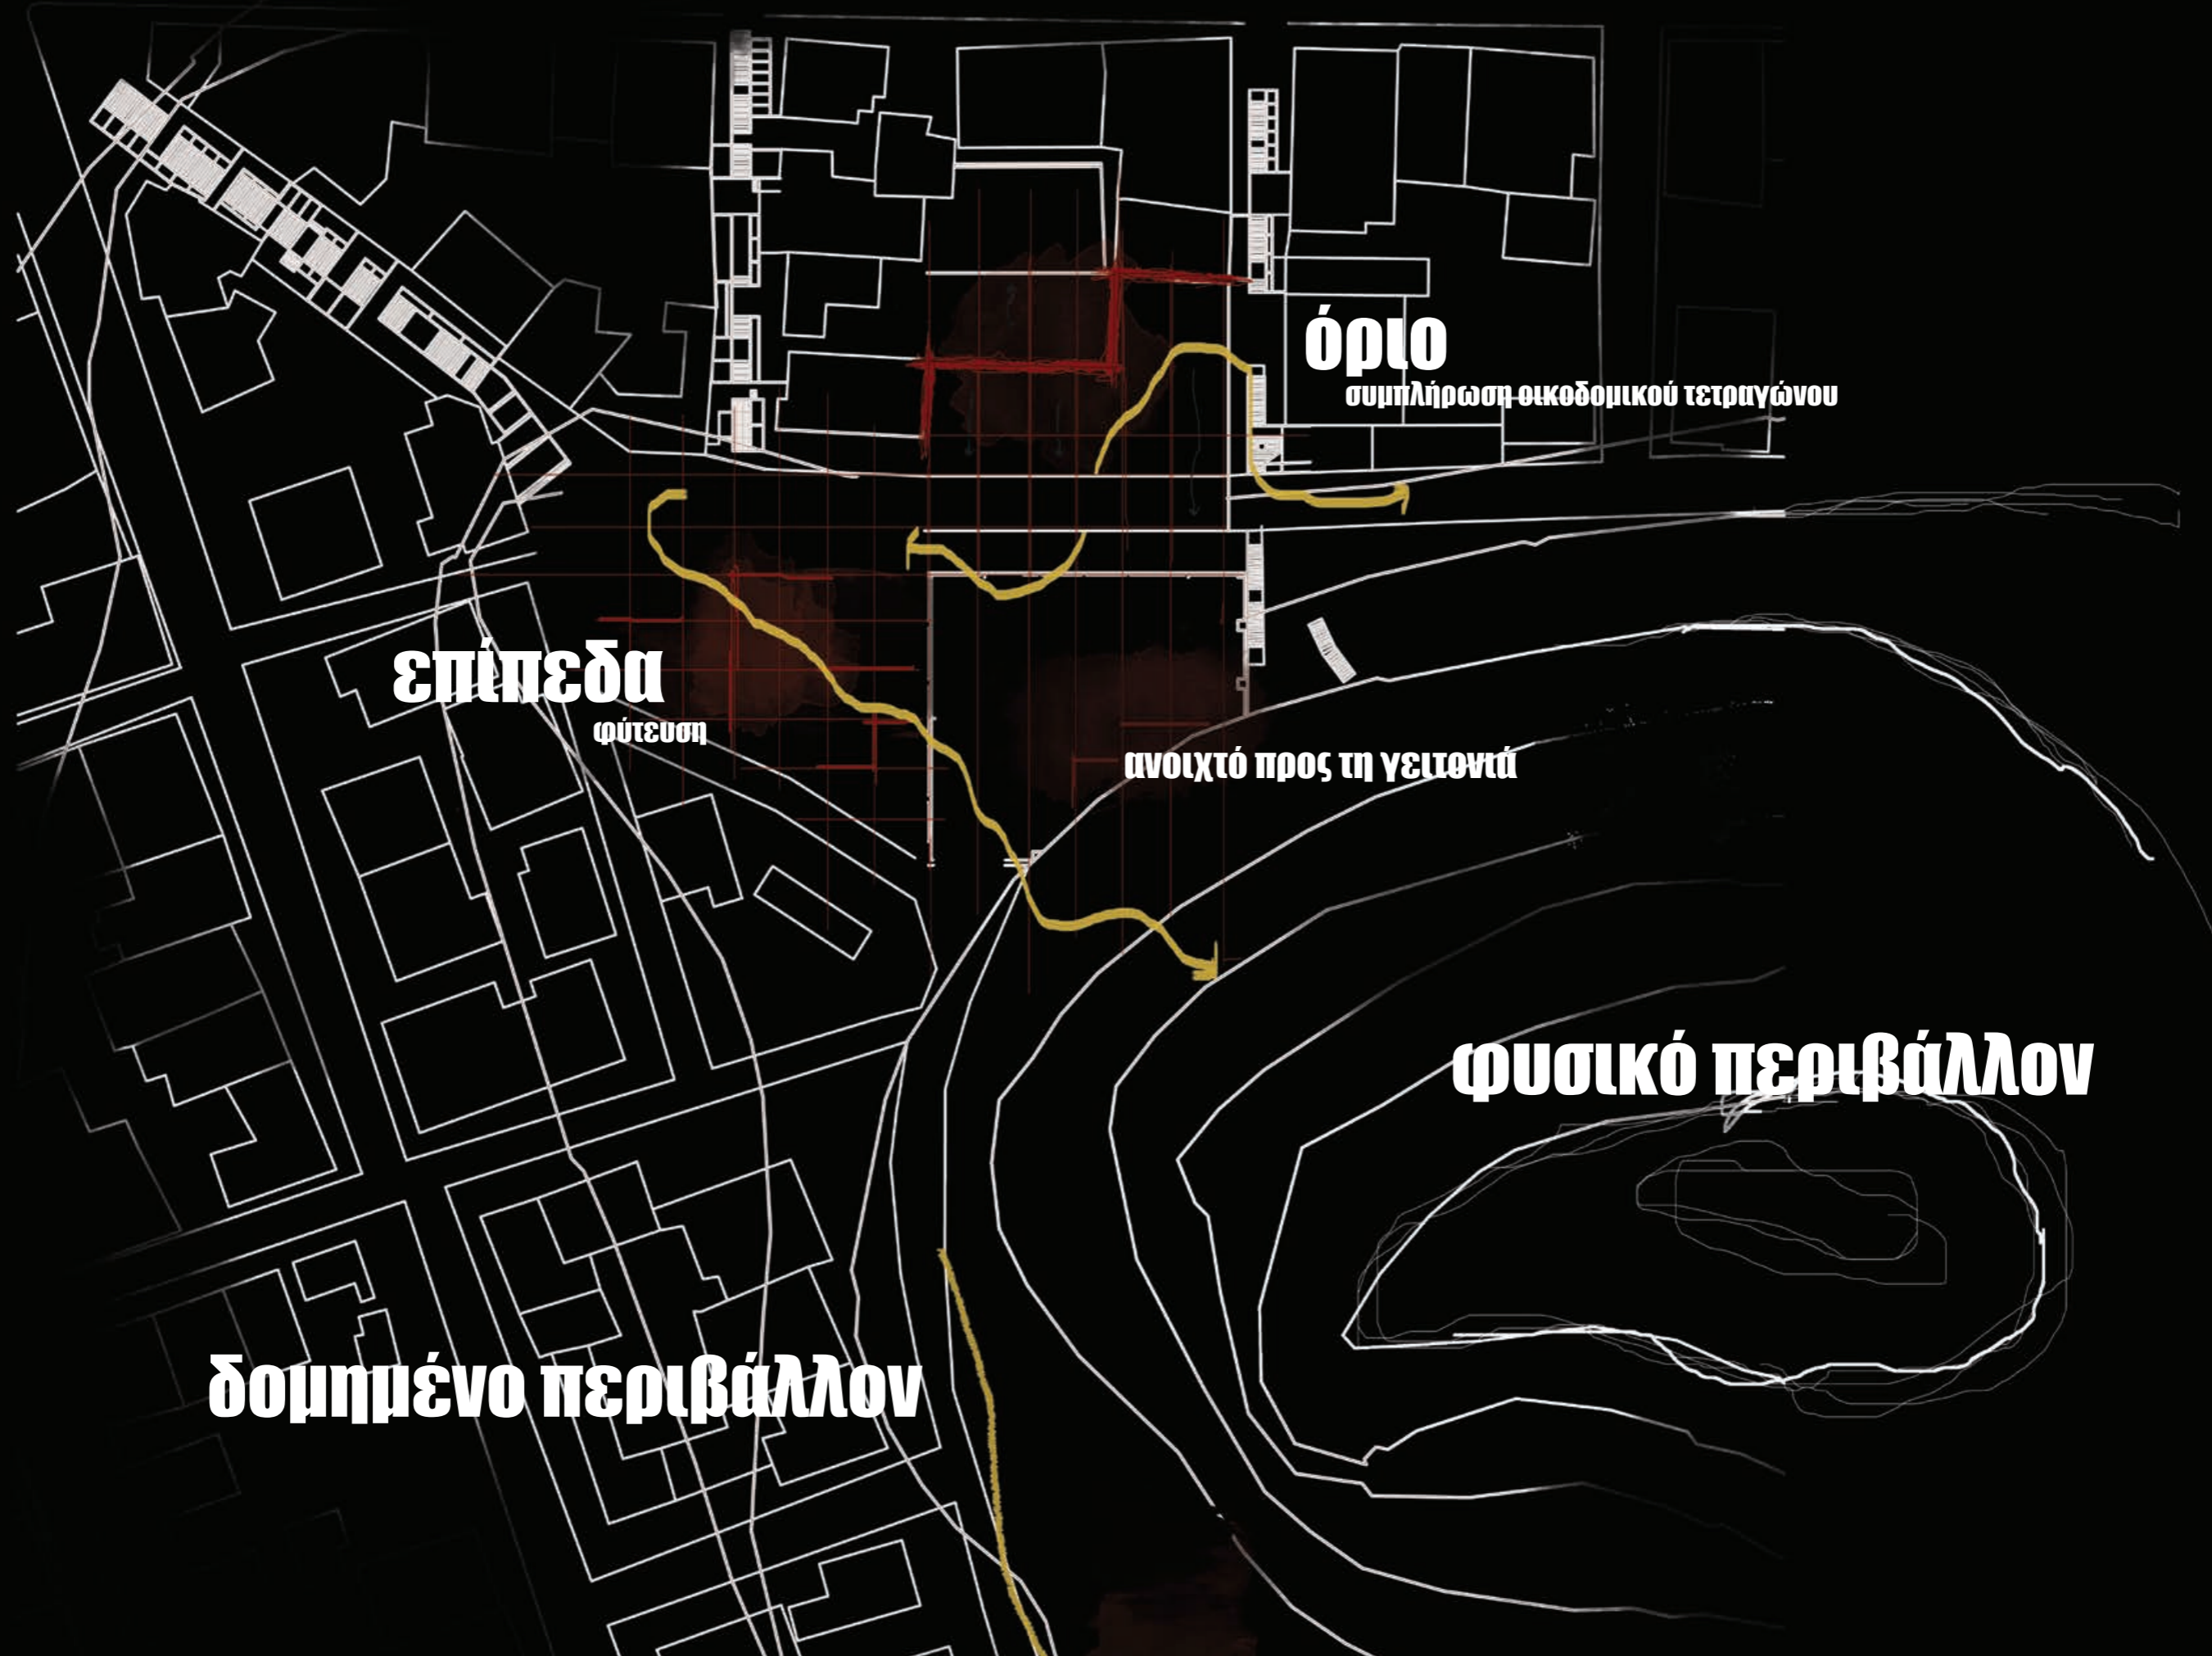 όριο
συμπλήρωση οικοδομικού τετραγώνου
επίπεδα
φύτευση
ανοιχτό προς τη γειτονιά
φυσικό περιβάλλον
δομημένο περιβάλλον